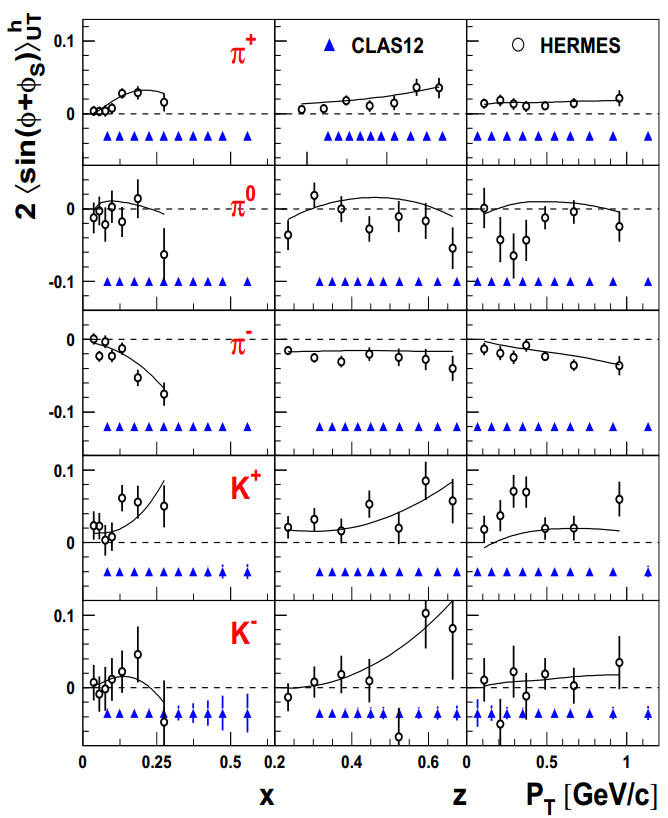 2 ⟨sin(ϕ+ϕS)⟩hUT
0.1
0
π+
CLAS12
HERMES
0
-0.1
π0
0
-0.1
π-
0.1
0
K+
0.1
0
K-
0 0.25 0.5 0.2 0.4 0.6 0 0.5 1
x z PT [GeV/c]